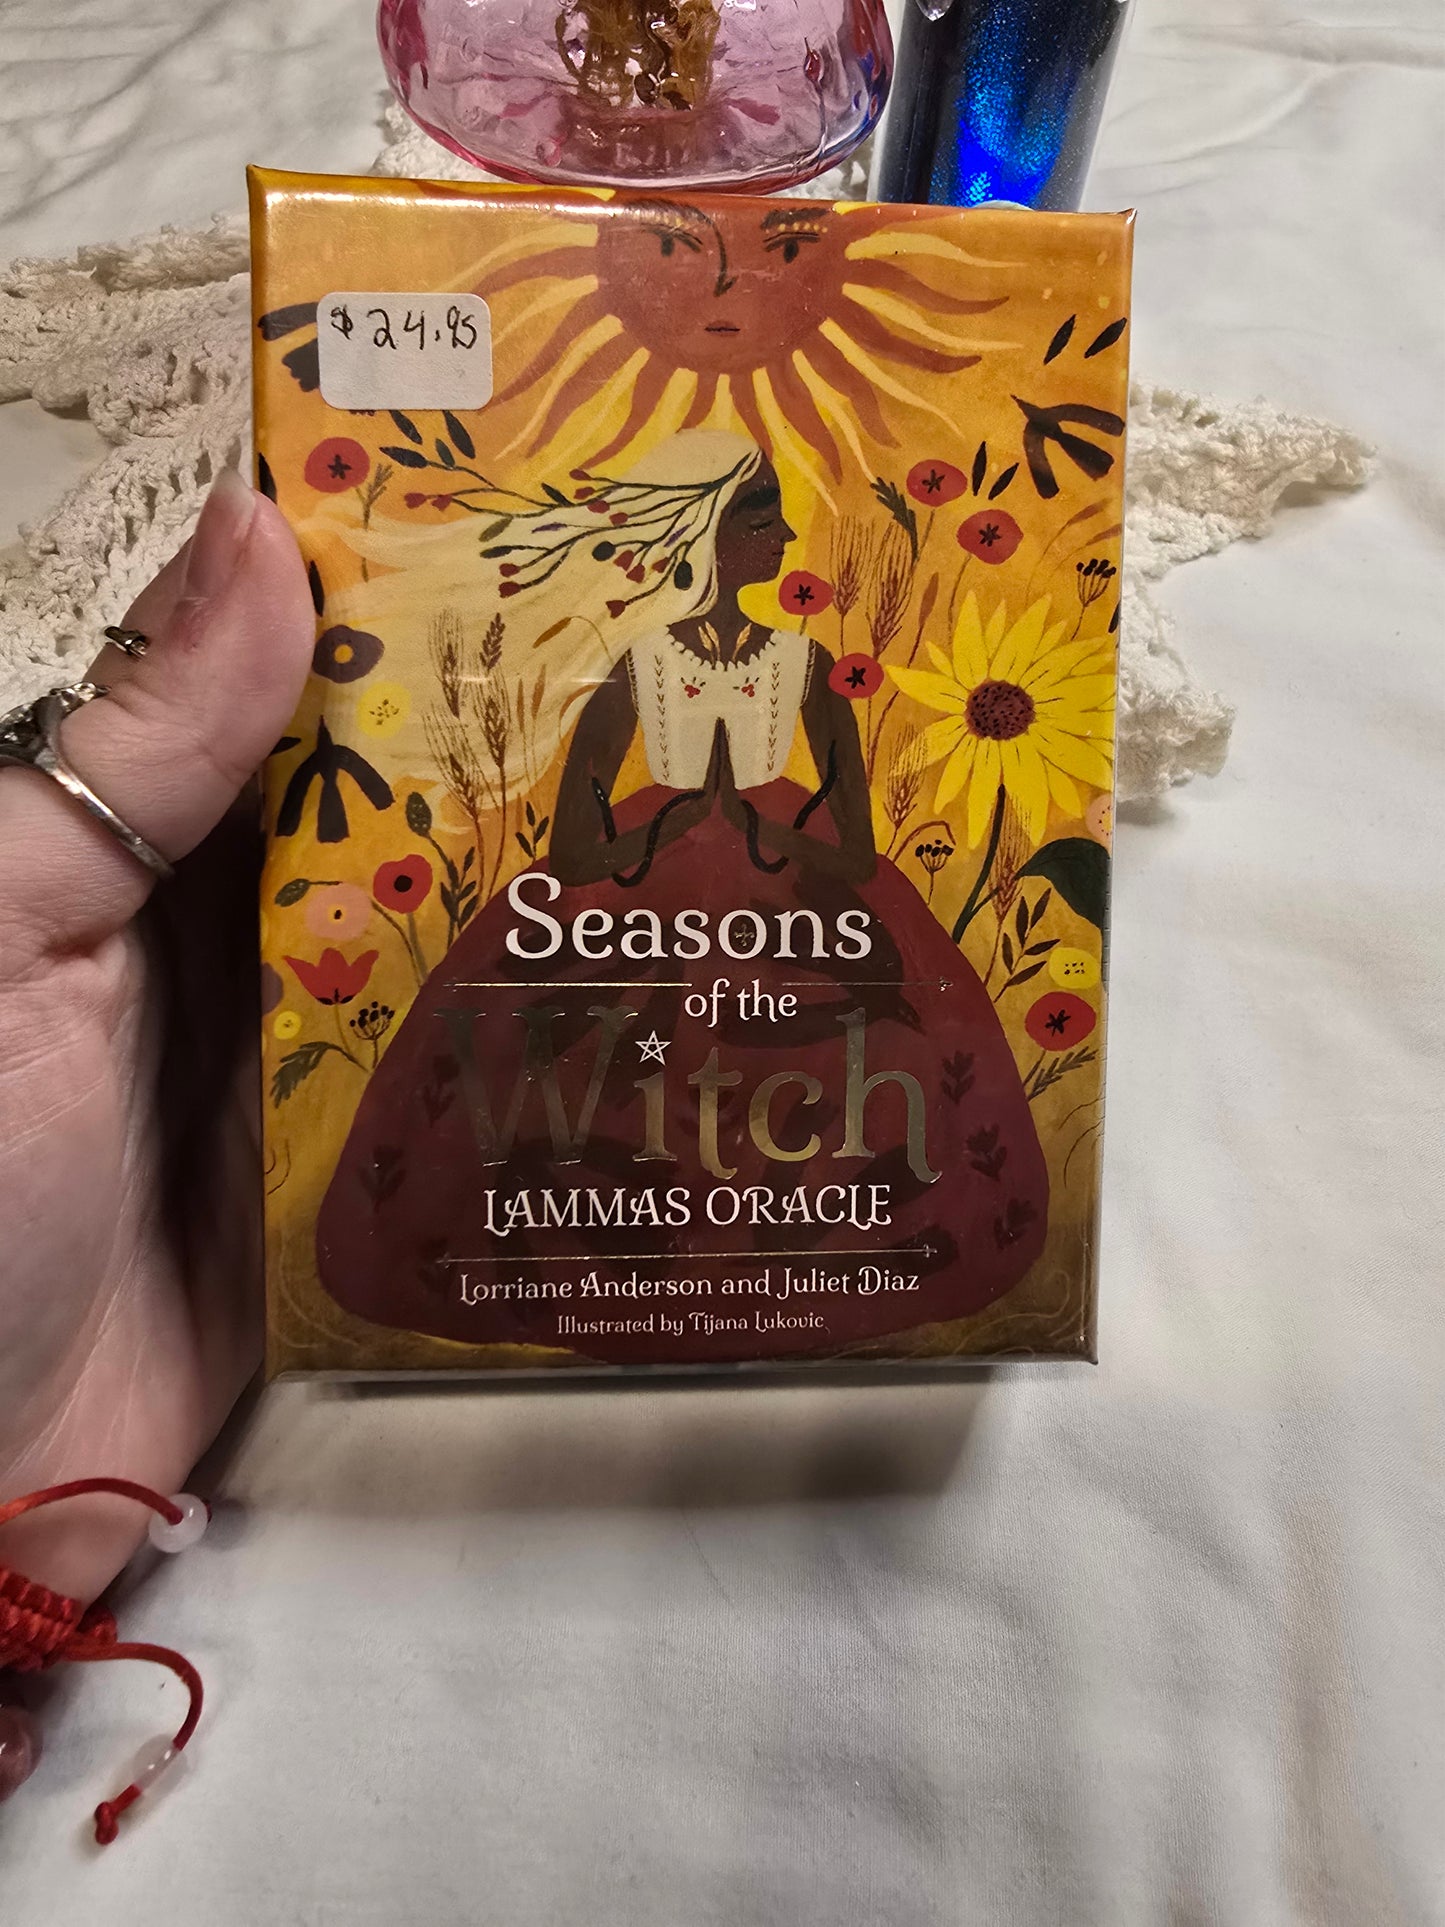 $24.95
Seasons
of the
Witch
LAMMAS ORACLE
Lorriane Anderson and Juliet Diaz
Illustrated by Tijana Lukovic